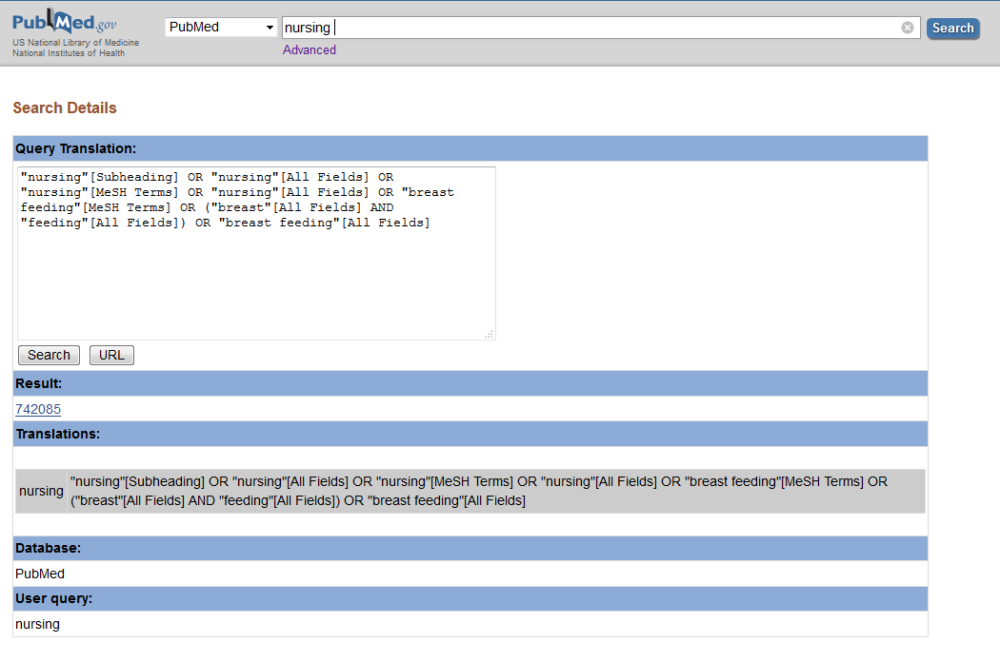 PubMed.gov
US National Library of Medicine
National Institutes of Health
PubMed
nursing
Search
Advanced
Search Details
Query Translation:
"nursing"[Subheading] OR "nursing"[All Fields] OR
"nursing"[MeSH Terms] OR "nursing"[All Fields] OR "breast
feeding"[MeSH Terms] OR ("breast"[All Fields] AND
"feeding"[All Fields]) OR "breast feeding"[All Fields]
Search URL
Result:
742085
Translations:
nursing
"nursing"[Subheading] OR "nursing"[All Fields] OR "nursing"[MeSH Terms] OR "nursing"[All Fields] OR "breast feeding"[MeSH Terms] OR
("breast"[All Fields] AND "feeding"[All Fields]) OR "breast feeding"[All Fields]
Database:
PubMed
User query:
nursing